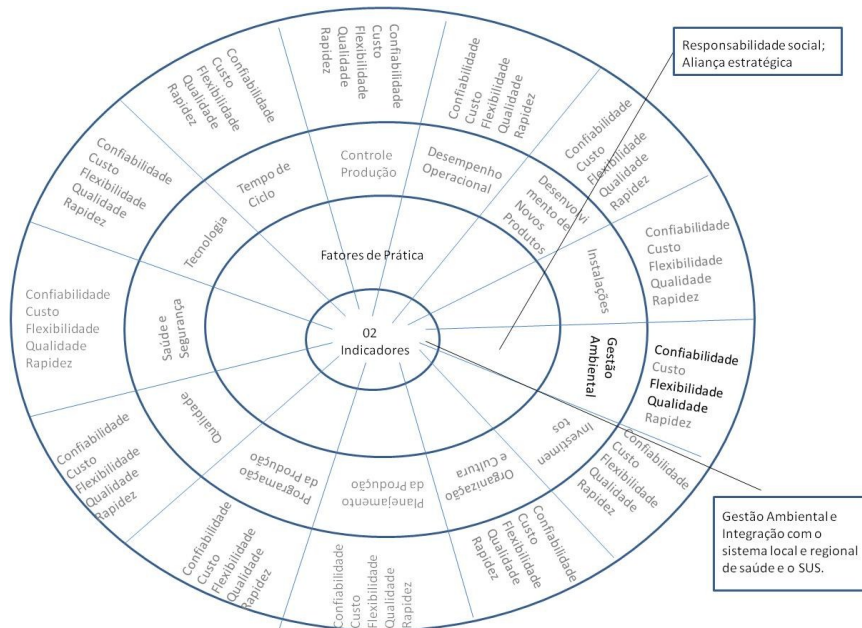 Confiabilidade
Custo
Flexibilidade
Qualidade
Rapidez
Confiabilidade
Custo
Flexibilidade
Qualidade
Rapidez
Confiabilidade
Custo
Flexibilidade
Qualidade
Rapidez
Responsabilidade social;
Aliança estratégica
Confiabilidade
Custo
Flexibilidade
Qualidade
Rapidez
Confiabilidade
Custo
Flexibilidade
Qualidade
Rapidez
Tempo de
Ciclo
Controle
Produção
Desempenho
Operacional
Desenvolvi
mento de
Novos
Produtos
Tecnologia
Fatores de Prática
Instalações
Confiabilidade
Custo
Flexibilidade
Qualidade
Rapidez
Confiabilidade
Custo
Flexibilidade
Qualidade
Rapidez
Saúde e
Segurança
02
Indicadores
Gestão
Ambiental
Confiabilidade
Custo
Flexibilidade
Qualidade
Rapidez
Qualidade
Programação
da Produção
Planejamento
da Produção
Organização
e Cultura
Investimen
tos
Confiabilidade
Custo
Flexibilidade
Qualidade
Rapidez
Confiabilidade
Custo
Flexibilidade
Qualidade
Rapidez
Confiabilidade
Custo
Flexibilidade
Qualidade
Rapidez
Confiabilidade
Custo
Flexibilidade
Qualidade
Rapidez
Confiabilidade
Custo
Flexibilidade
Qualidade
Rapidez
Gestão Ambiental e
Integração com o
sistema local e regional
de saúde e o SUS.